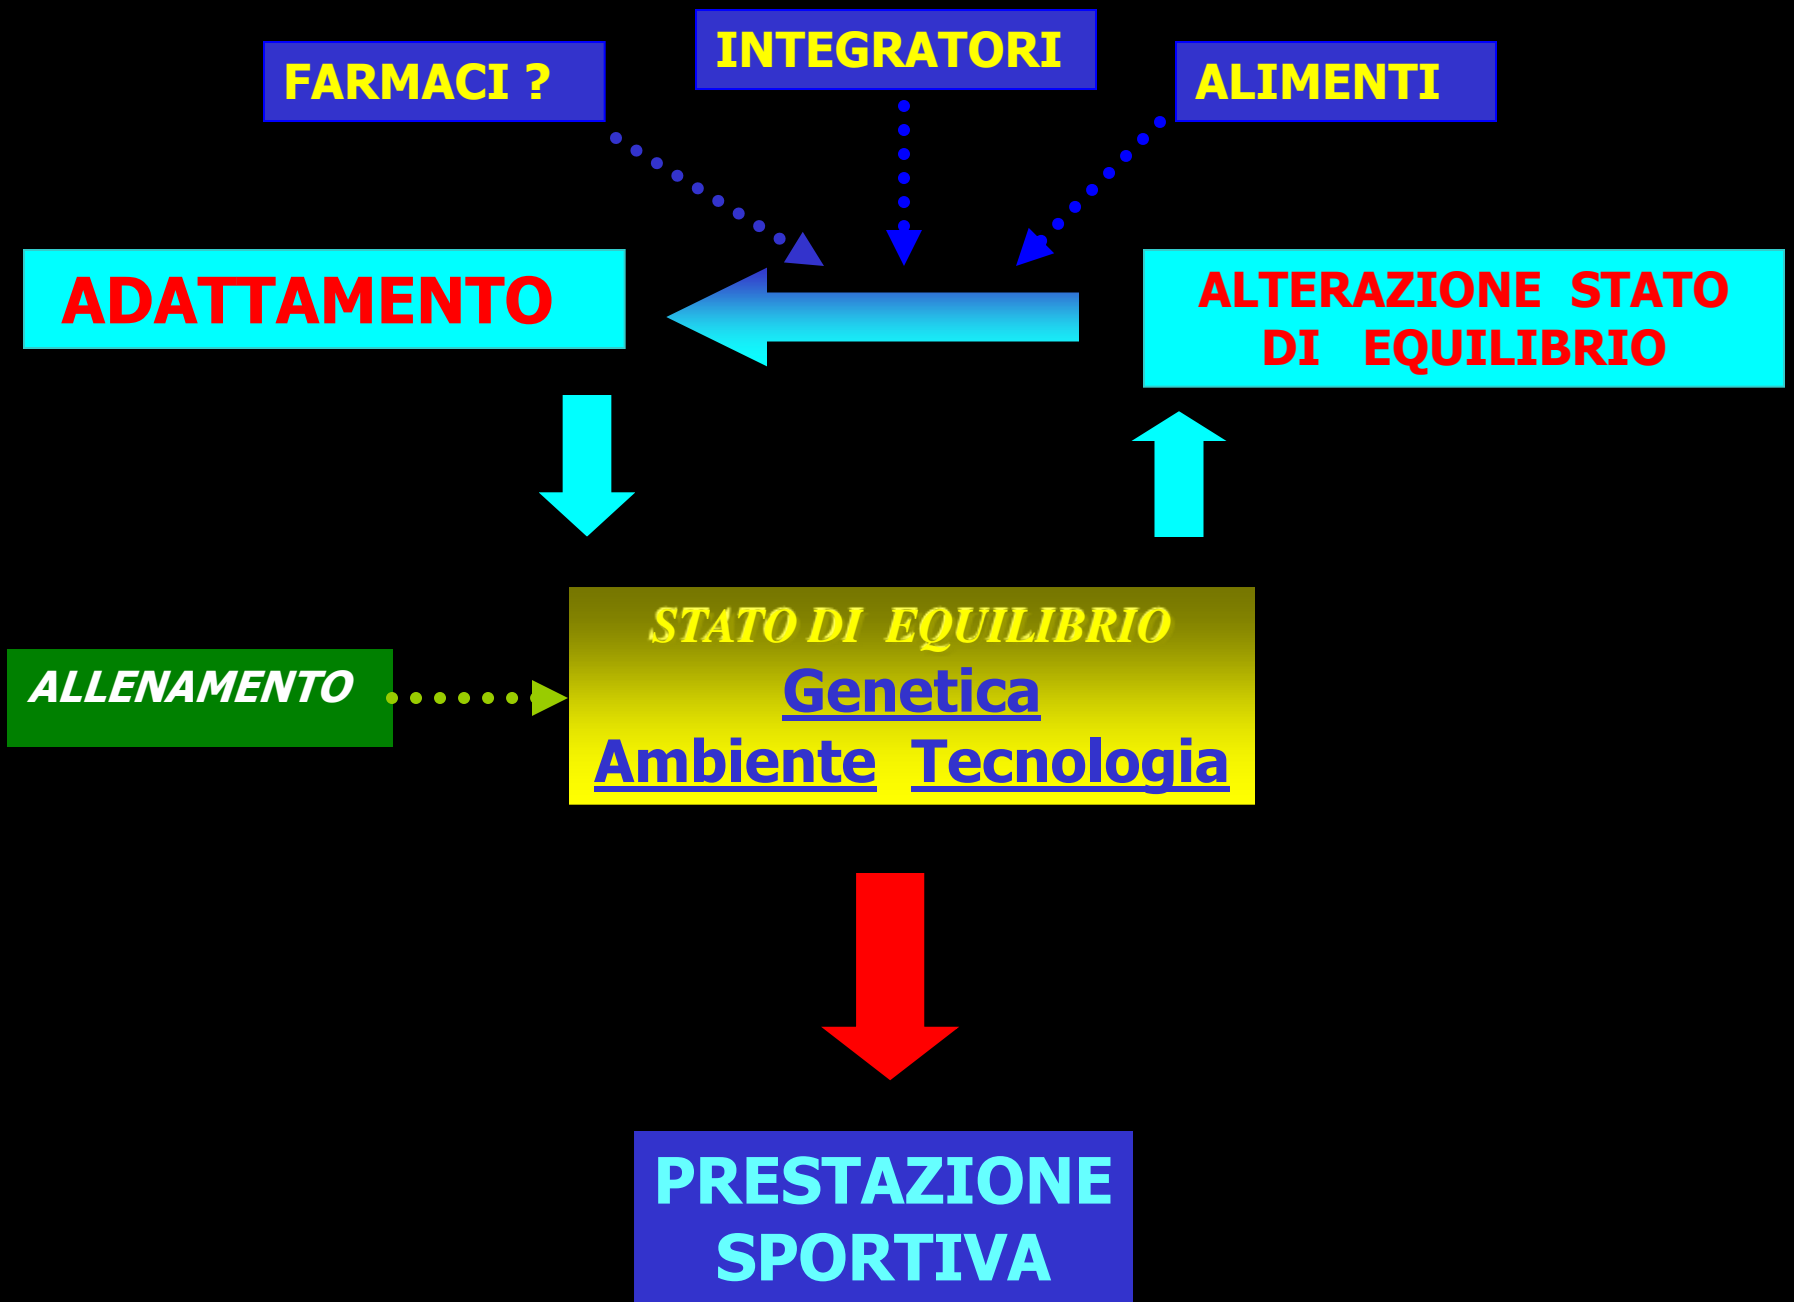 INTEGRATORI
FARMACI ?
ALIMENTI
ADATTAMENTO
ALTERAZIONE STATO
DI EQUILIBRIO
STATO DI EQUILIBRIO
Genetica
Ambiente Tecnologia
ALLENAMENTO
PRESTAZIONE
SPORTIVA